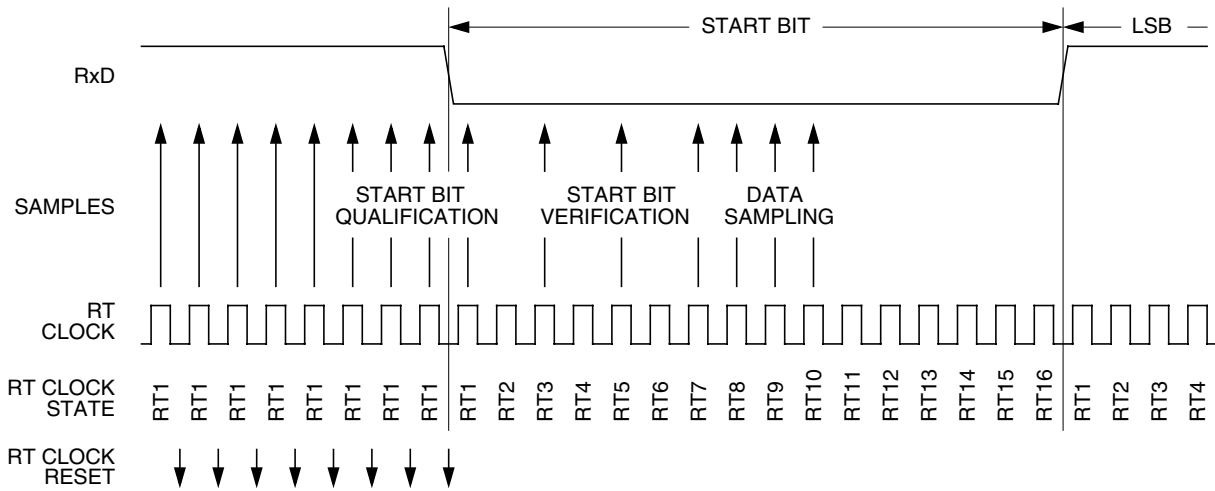 START BIT LSB
RxD
SAMPLES
START BIT
QUALIFICATION
START BIT
VERIFICATION
DATA
SAMPLING
RT
CLOCK
RT CLOCK
STATE
RT1 RT1 RT1 RT1 RT1 RT1 RT1 RT1 RT1 RT2 RT3 RT4 RT5 RT6 RT7 RT8 RT9 RT10 RT11 RT12 RT13 RT14 RT15 RT16 RT1 RT2 RT3 RT4
RT CLOCK
RESET